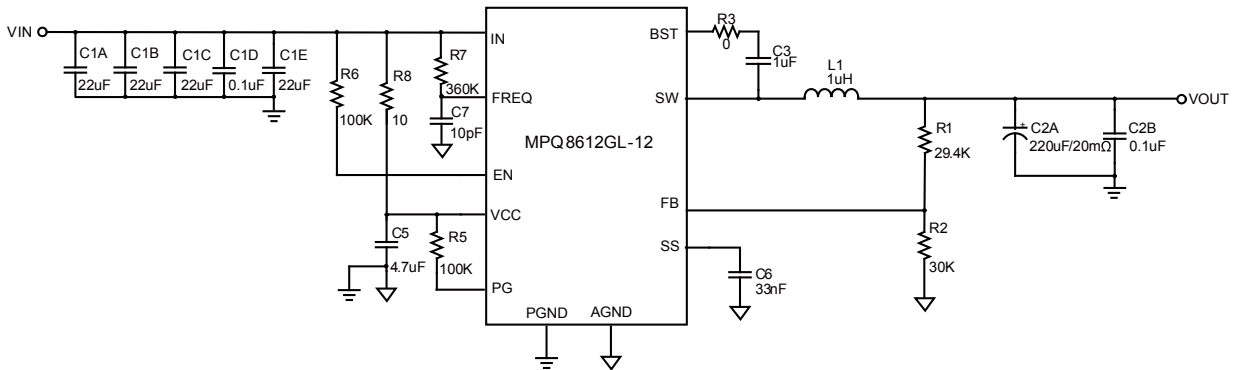 VIN
C1A
22uF
C1B
22uF
C1C
22uF
C1D
0.1uF
C1E
22uF
R6
100K
R8
10
R7
360K
C7
10pF
C5
4.7uF
R5
100K
IN
FREQ
EN
VCC
PG
MPQ8612GL-12
PGND
AGND
BST
SW
FB
SS
R3
0
C3
1uF
L1
1uH
R1
29.4K
R2
30K
C6
33nF
+
C2A
220uF/20mΩ
C2B
0.1uF
VOUT